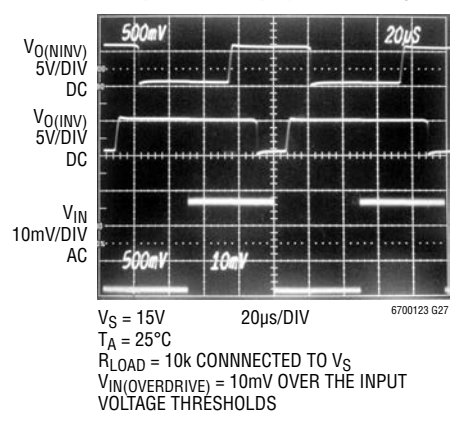 500mV 20µS
V_O(NINV)
5V/DIV
DC
V_O(INV)
5V/DIV
DC
V_IN
10mV/DIV
AC
500mV 10mV
6700123 G27
V_S = 15V 20µs/DIV
T_A = 25°C
R_LOAD = 10k CONNNECTED TO V_S
V_IN(OVERDRIVE) = 10mV OVER THE INPUT
VOLTAGE THRESHOLDS